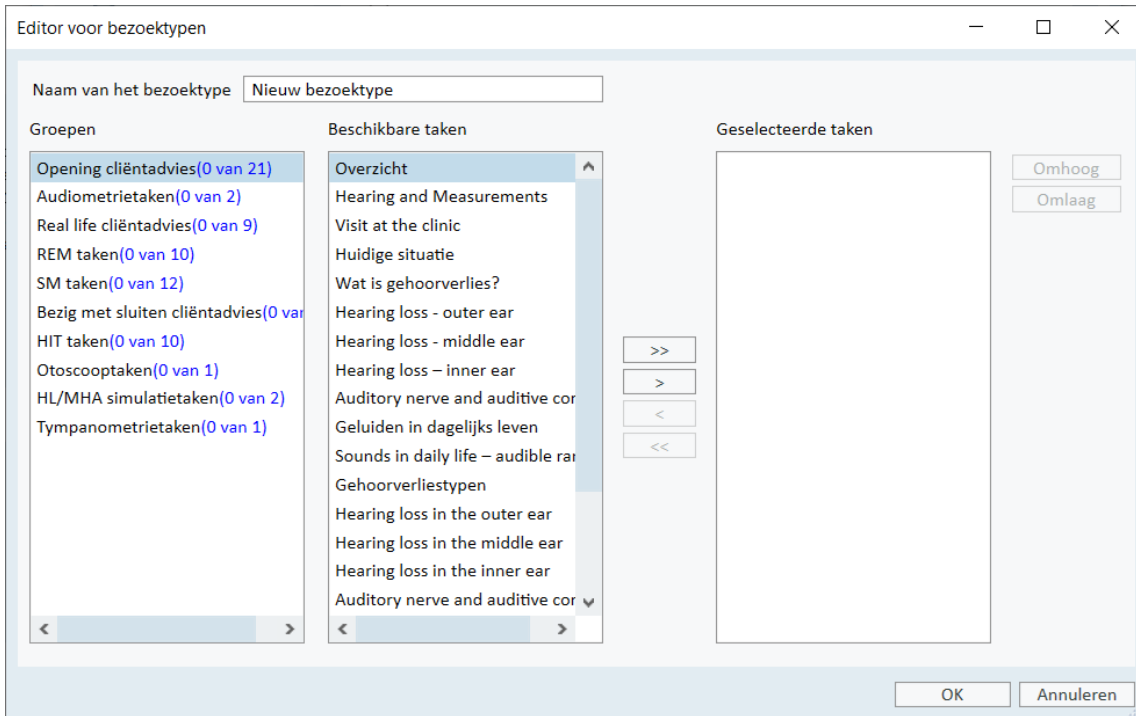 Editor voor bezoektypen
Naam van het bezoektype Nieuw bezoektype
Groepen
Opening cliëntadvies(0 van 21)
Audiometrietaken(0 van 2)
Real life cliëntadvies(0 van 9)
REM taken(0 van 10)
SM taken(0 van 12)
Bezig met sluiten cliëntadvies(0 var
HIT taken(0 van 10)
Otoscooptaken(0 van 1)
HL/MHA simulatietaken(0 van 2)
Tympanometrietaken(0 van 1)
Beschikbare taken
Overzicht
Hearing and Measurements
Visit at the clinic
Huidige situatie
Wat is gehoorverlies?
Hearing loss - outer ear
Hearing loss - middle ear
Hearing loss – inner ear
Auditory nerve and auditive cor
Geluiden in dagelijks leven
Sounds in daily life – audible rar
Gehoorverliestypen
Hearing loss in the outer ear
Hearing loss in the middle ear
Hearing loss in the inner ear
Auditory nerve and auditive cor
>>
>
<
<<
Geselecteerde taken
Omhoog
Omlaag
OK
Annuleren